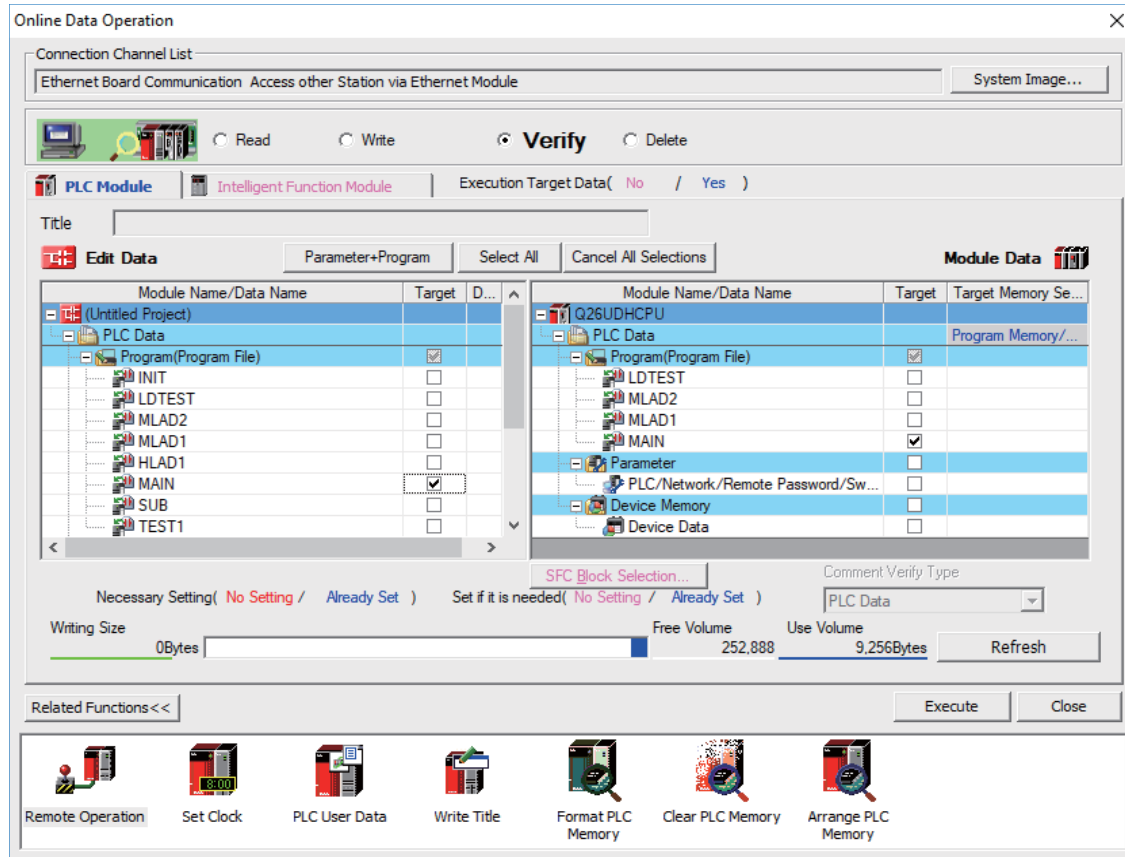 Online Data Operation
Connection Channel List
Ethernet Board Communication Access other Station via Ethernet Module
System Image...
Read Write Verify Delete
PLC Module Intelligent Function Module Execution Target Data( No / Yes )
Title
Edit Data Parameter+Program Select All Cancel All Selections Module Data
Module Name/Data Name Target D... Module Name/Data Name Target Target Memory Se...
(Untitled Project) Q26UDHCPU
PLC Data PLC Data Program Memory/...
Program(Program File) Program(Program File)
INIT LDTEST
LDTEST MLAD2
MLAD2 MLAD1
MLAD1 MAIN
HLAD1 Parameter
MAIN PLC/Network/Remote Password/Sw...
SUB Device Memory
TEST1 Device Data
SFC Block Selection... Comment Verify Type
Necessary Setting( No Setting / Already Set ) Set if it is needed( No Setting / Already Set ) PLC Data
Writing Size Free Volume Use Volume
0Bytes 252,888 9,256Bytes Refresh
Related Functions<< Execute Close
8:00
Remote Operation Set Clock PLC User Data Write Title Format PLC Clear PLC Memory Arrange PLC
Memory Memory